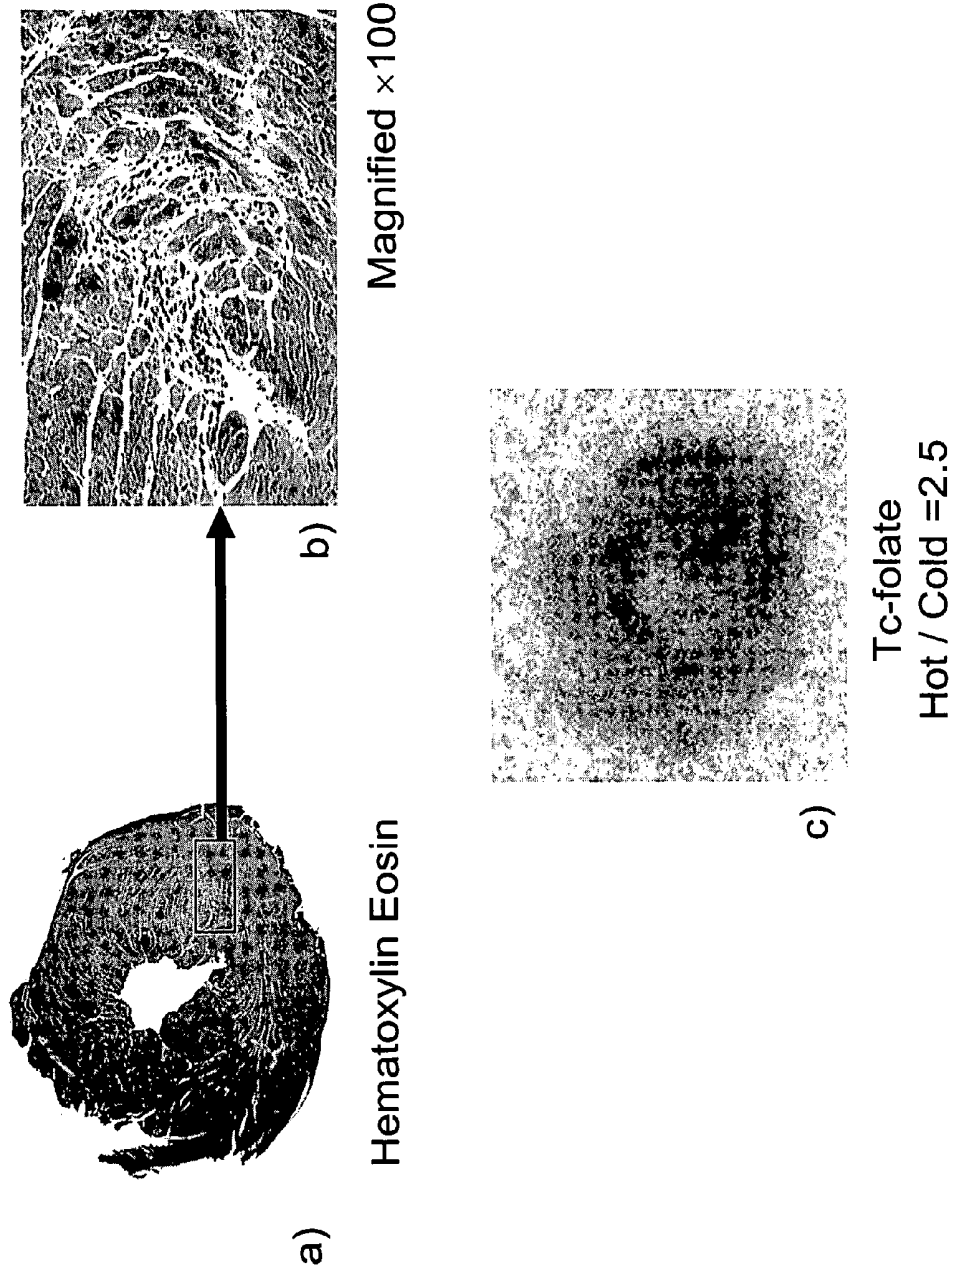 a)
Hematoxylin Eosin
b)
Magnified ×100
c)
Tc-folate
Hot / Cold =2.5